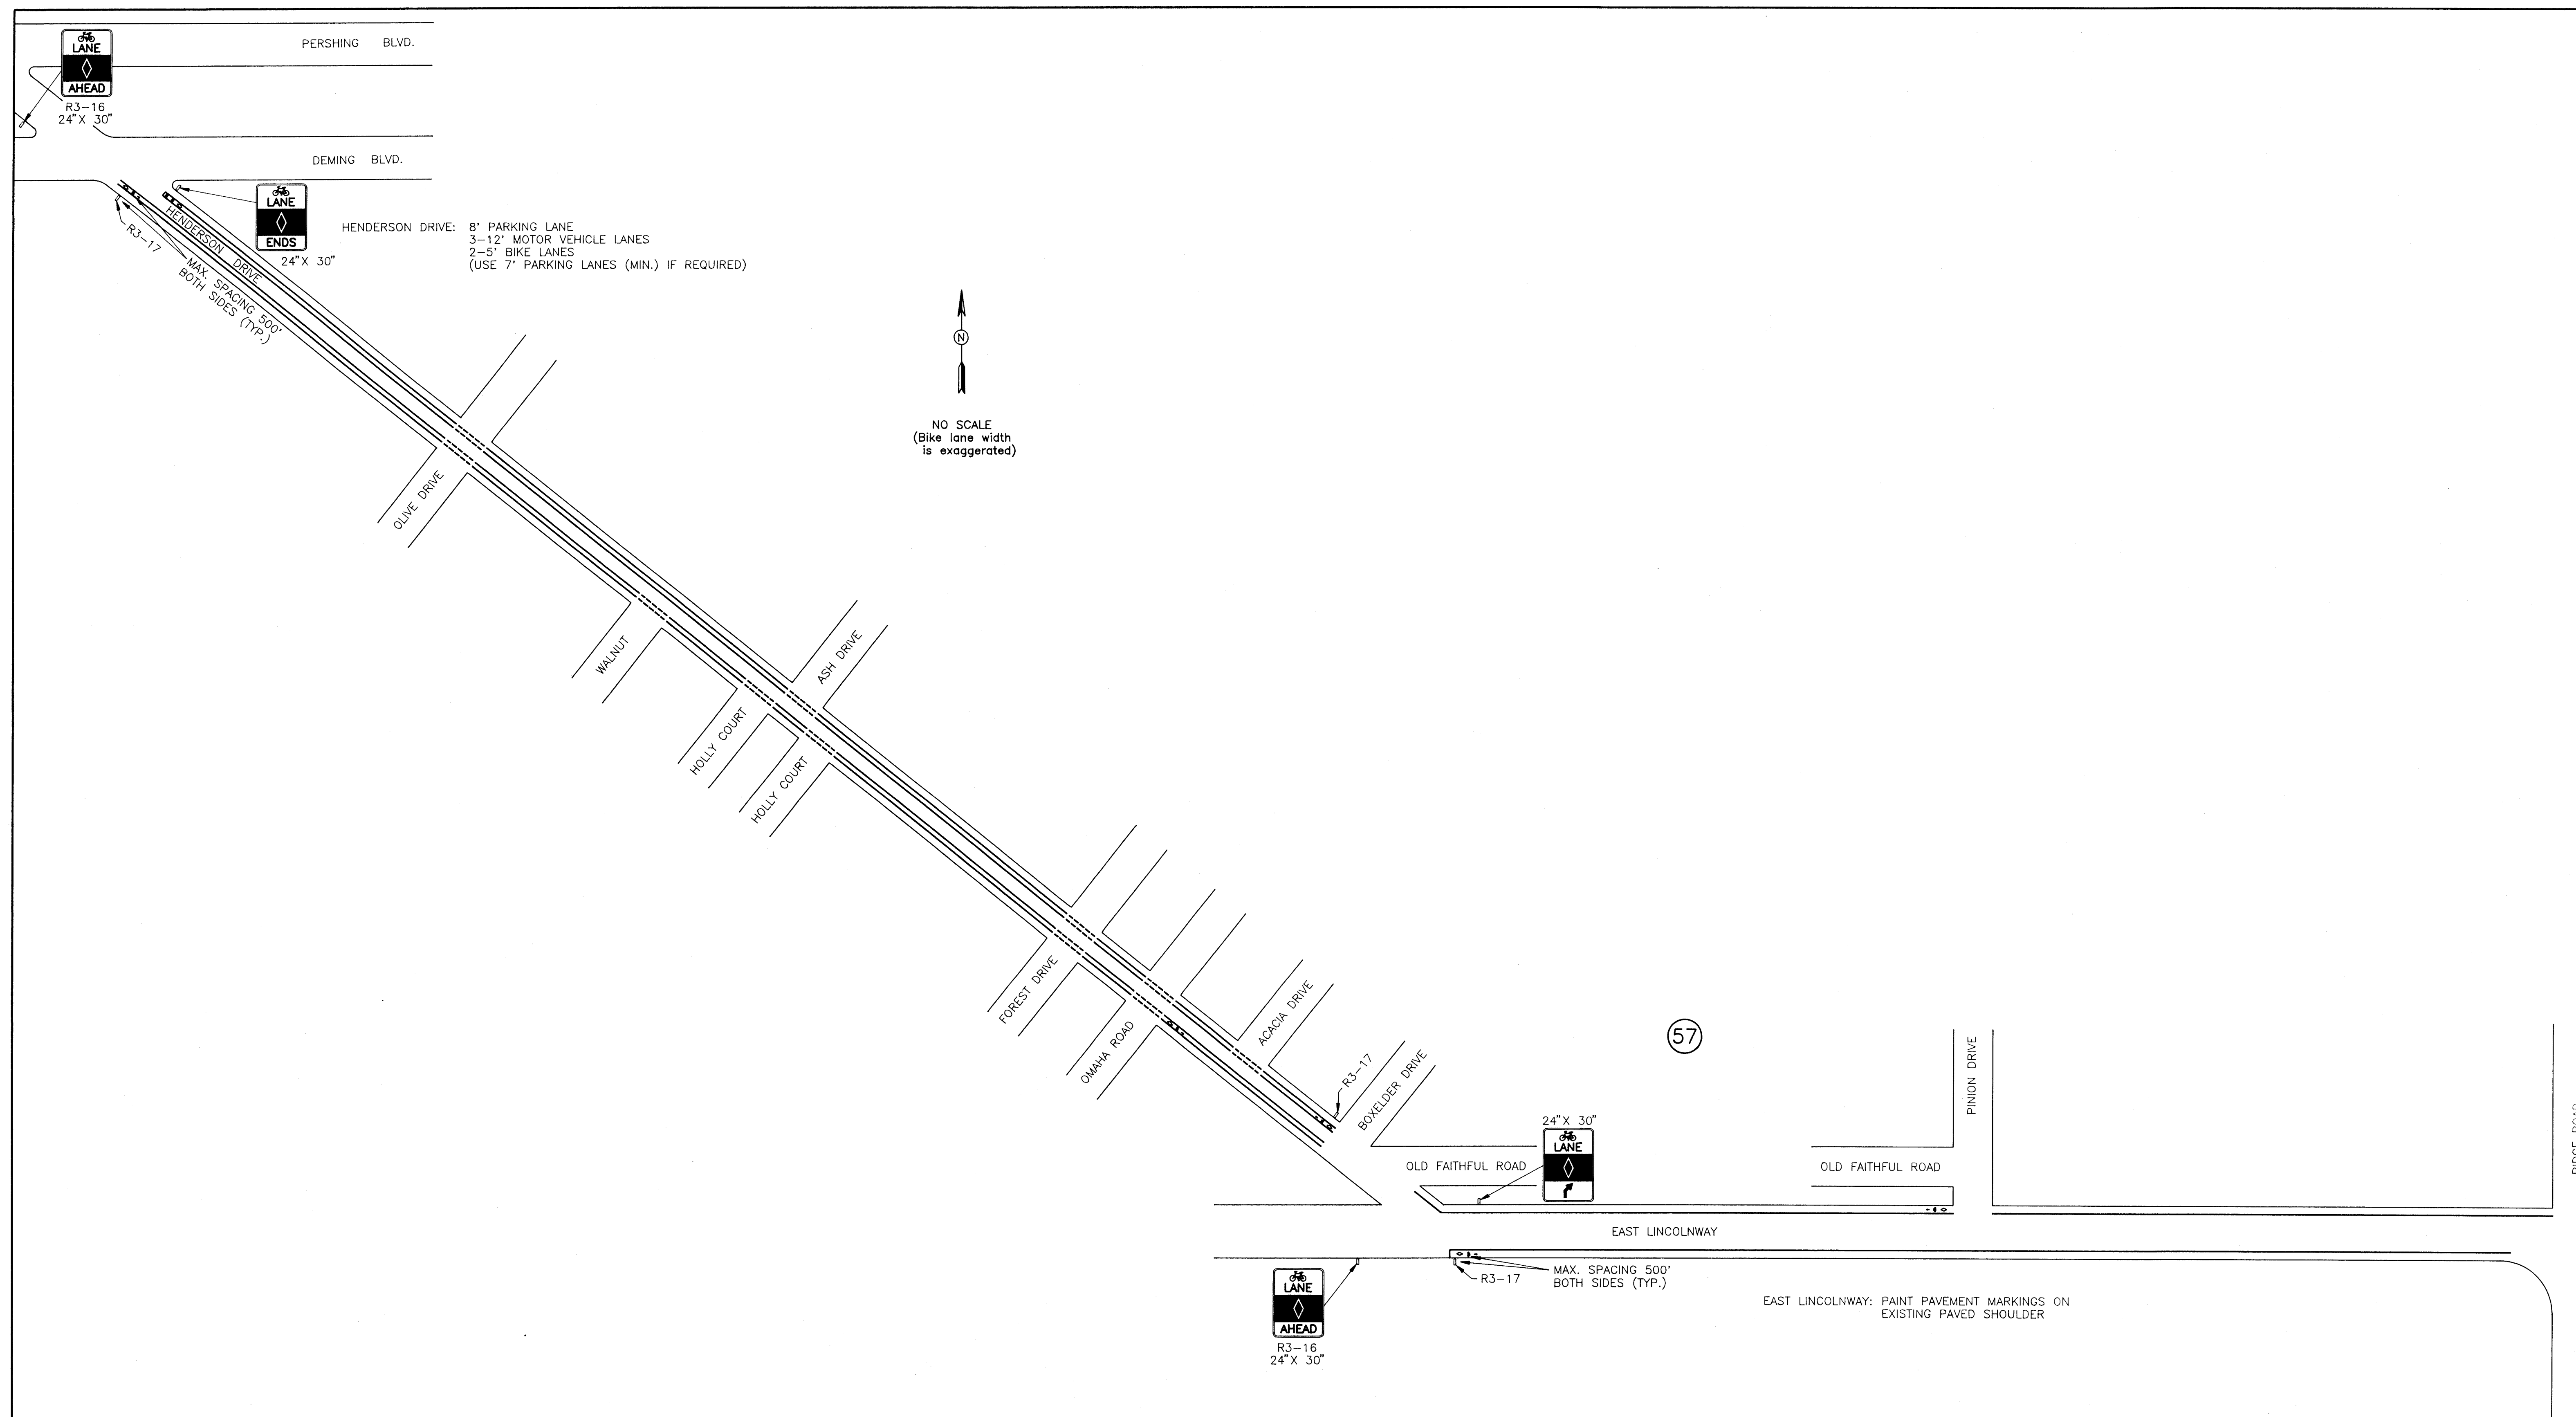 PERSHING BLVD.
LANE
AHEAD
R3-16
24"X 30"
DEMING BLVD.
LANE
ENDS
24"X 30"
R3-17
HENDERSON DRIVE
MAX. SPACING 500'
BOTH SIDES (TYP.)
HENDERSON DRIVE: 8' PARKING LANE
3-12' MOTOR VEHICLE LANES
2-5' BIKE LANES
(USE 7' PARKING LANES (MIN.) IF REQUIRED)
N
NO SCALE
(Bike lane width
is exaggerated)
OLIVE DRIVE
WALNUT
ASH DRIVE
HOLLY COURT
HOLLY COURT
FOREST DRIVE
OMAHA ROAD
ACACIA DRIVE
R3-17
BOXELDER DRIVE
57
PINION DRIVE
24"X 30"
LANE
OLD FAITHFUL ROAD
OLD FAITHFUL ROAD
EAST LINCOLNWAY
R3-17
MAX. SPACING 500'
BOTH SIDES (TYP.)
LANE
AHEAD
R3-16
24"X 30"
EAST LINCOLNWAY: PAINT PAVEMENT MARKINGS ON
EXISTING PAVED SHOULDER